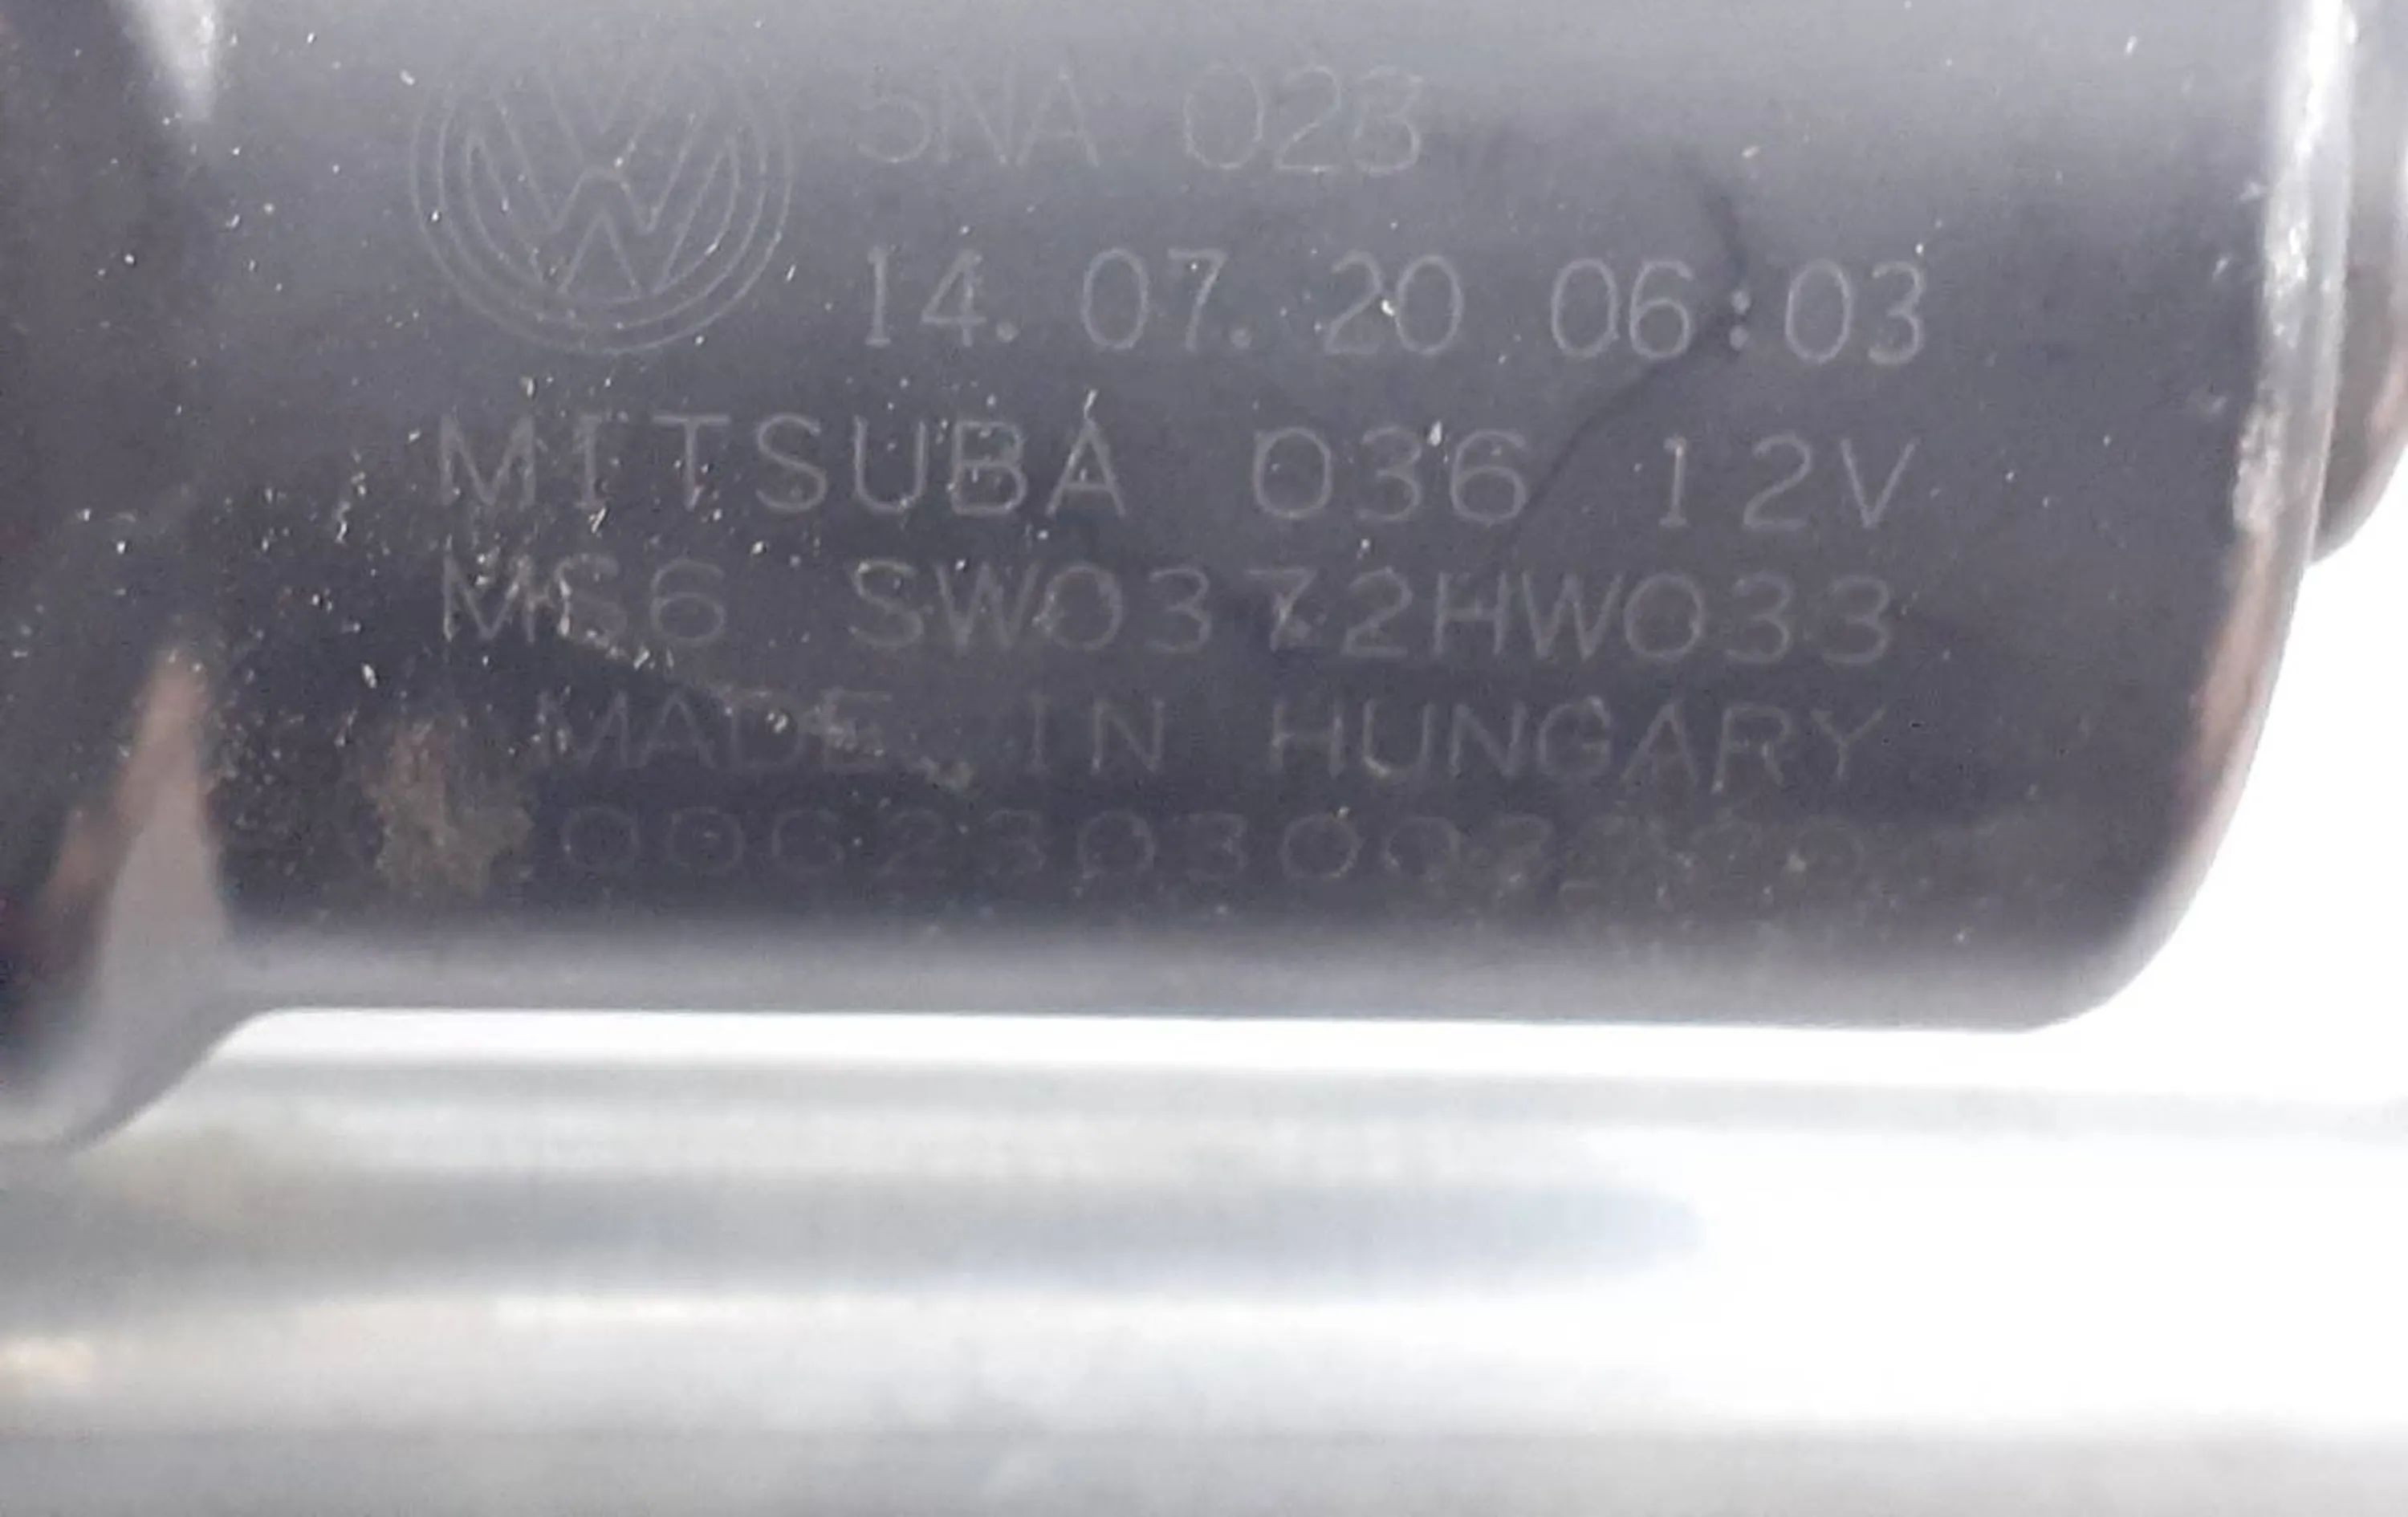 5NA 023
14.07.20 06:03
MITSUBA 036 12V
MS6 SW0372HW033
MADE IN HUNGARY